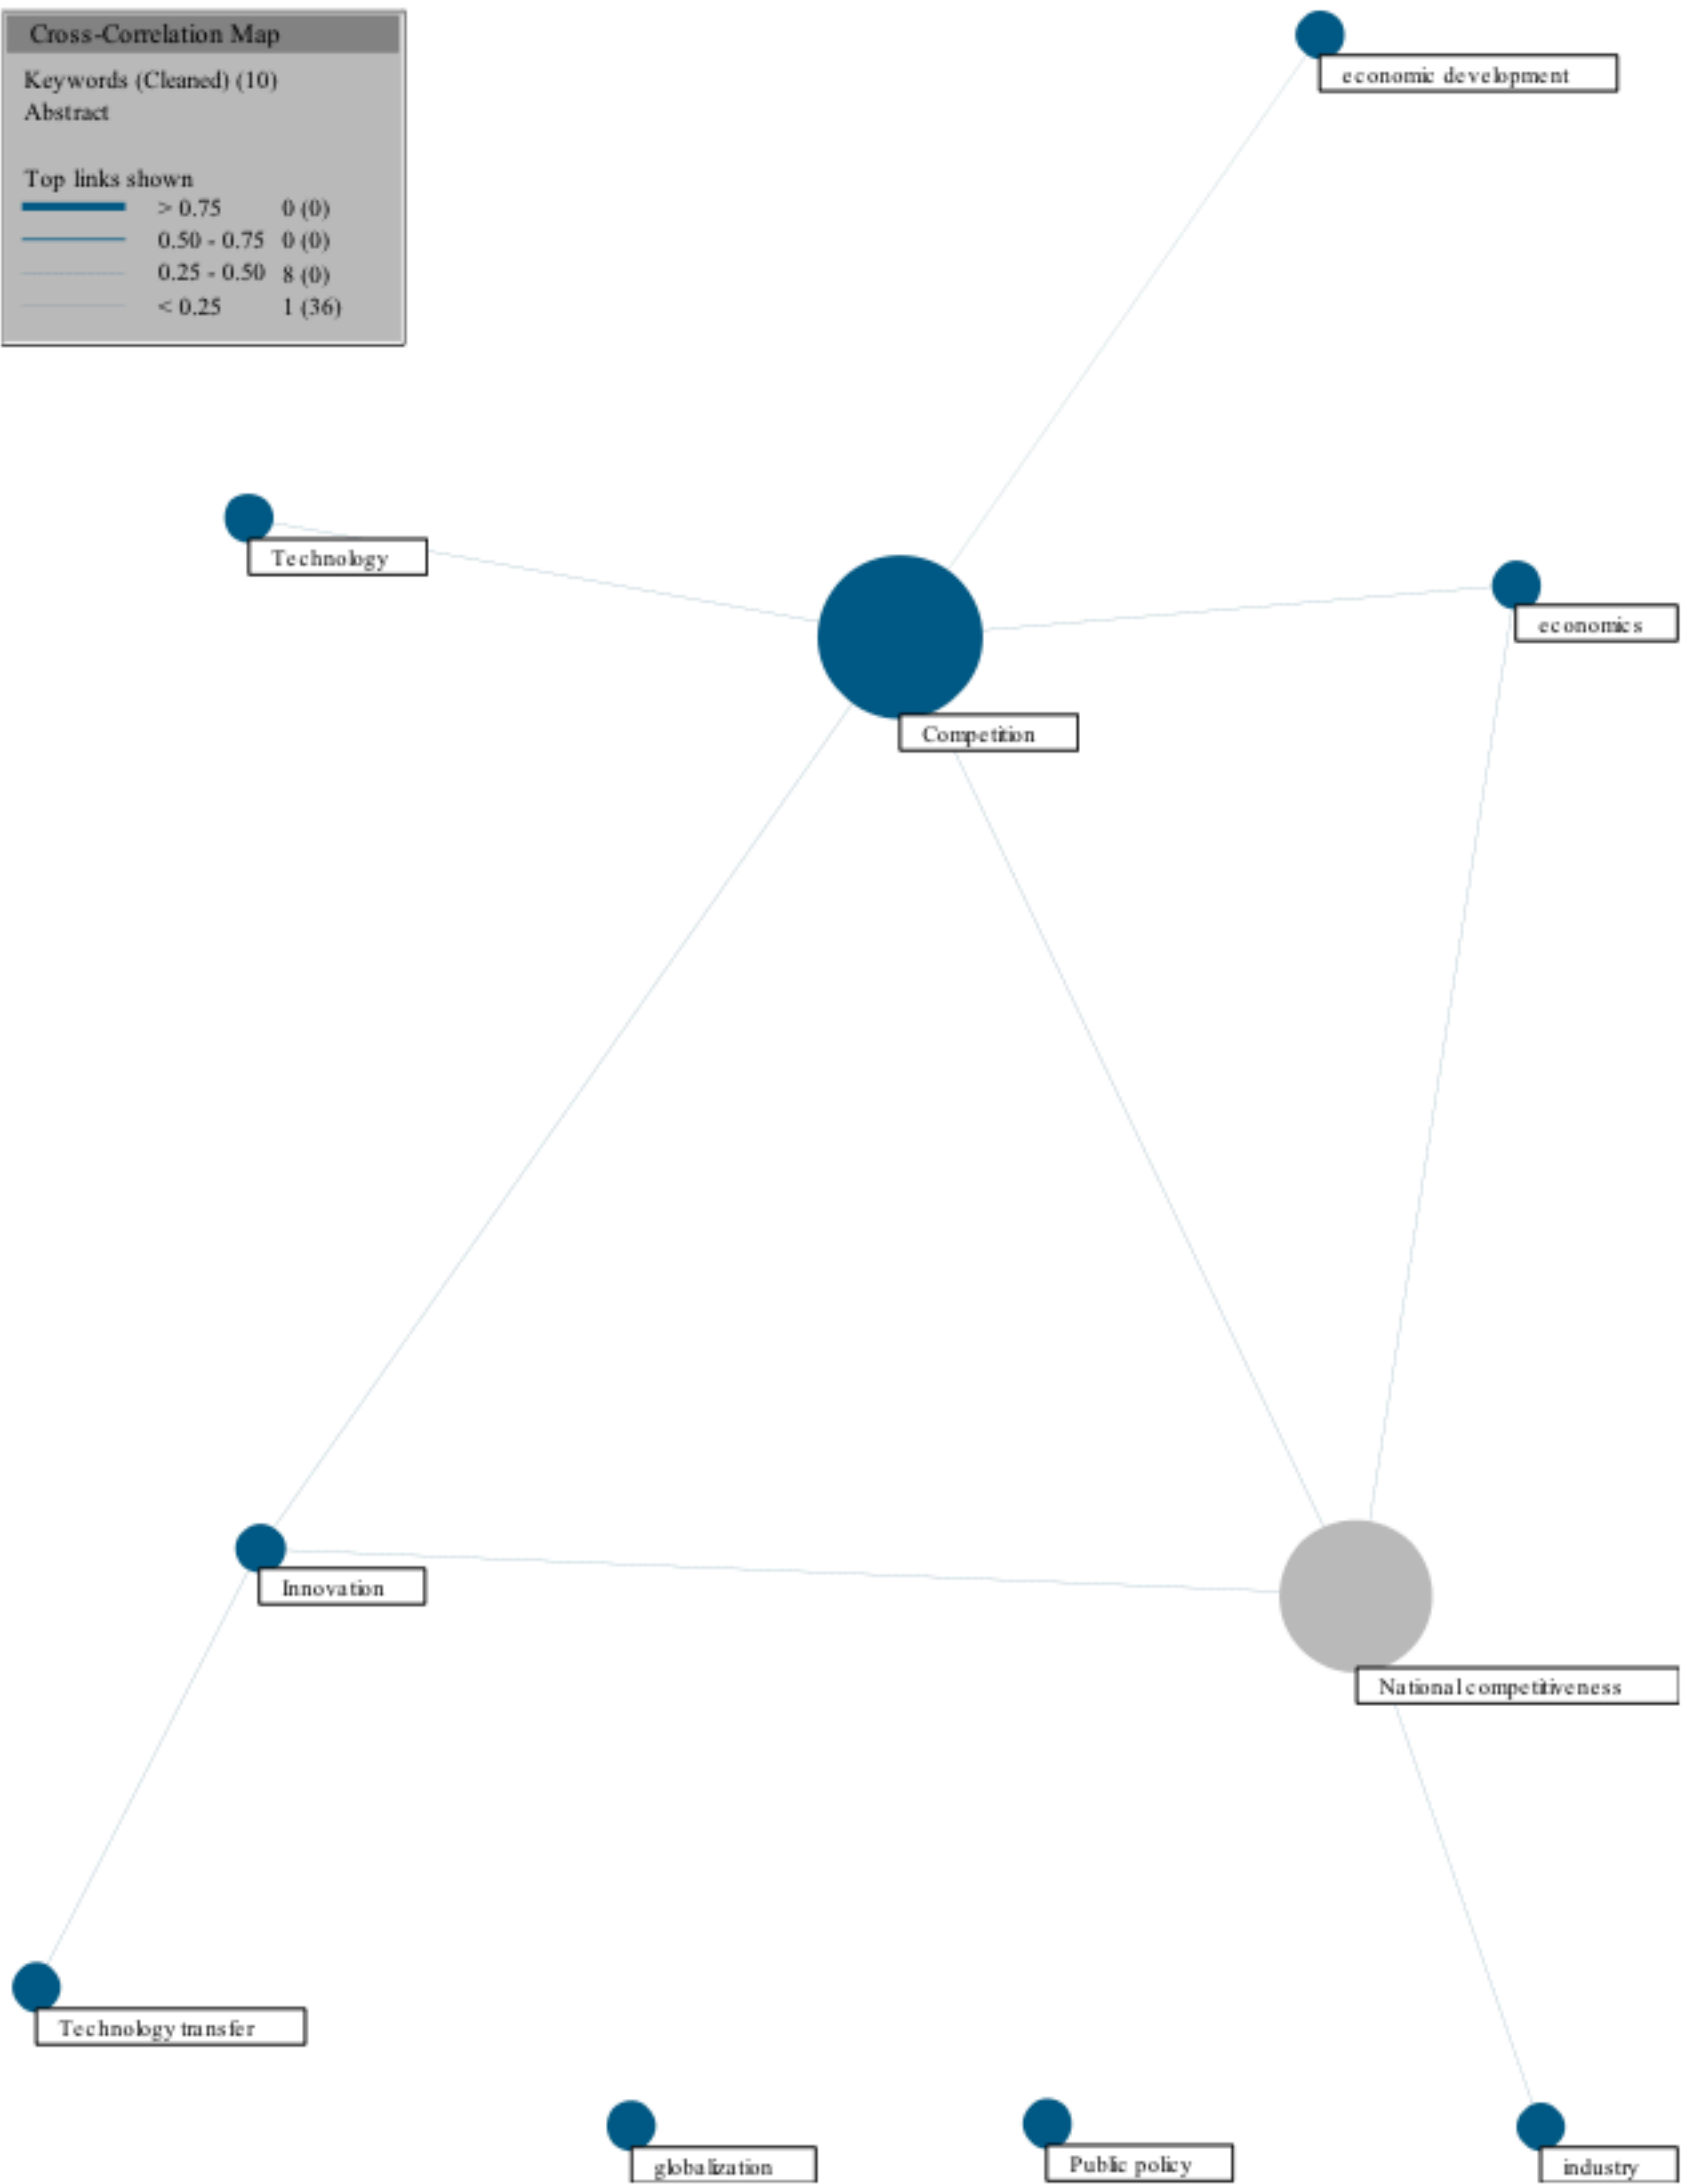 Cross-Correlation Map
Keywords (Cleaned) (10)
Abstract
Top links shown
> 0.75 0 (0)
0.50 - 0.75 0 (0)
0.25 - 0.50 8 (0)
< 0.25 1 (36)
economic development
Technology
economics
Competition
Innovation
National competitiveness
Technology transfer
globalization
Public policy
industry